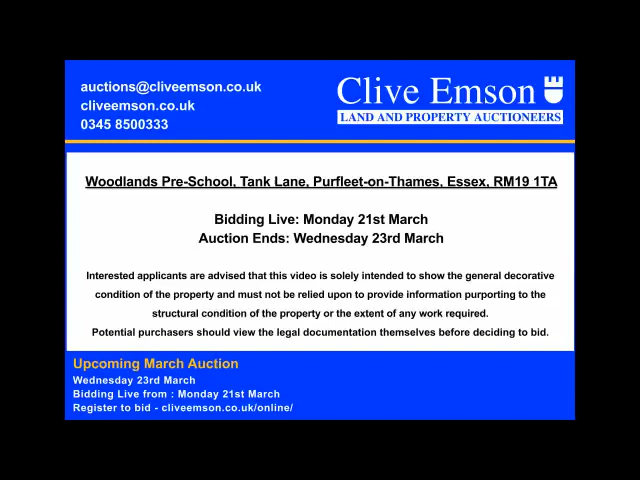 auctions@cliveemson.co.uk
cliveemson.co.uk
0345 8500333
Clive Emson
LAND AND PROPERTY AUCTIONEERS
Woodlands Pre-School, Tank Lane, Purfleet-on-Thames, Essex, RM19 1TA
Bidding Live: Monday 21st March
Auction Ends: Wednesday 23rd March
Interested applicants are advised that this video is solely intended to show the general decorative
condition of the property and must not be relied upon to provide information purporting to the
structural condition of the property or the extent of any work required.
Potential purchasers should view the legal documentation themselves before deciding to bid.
Upcoming March Auction
Wednesday 23rd March
Bidding Live from : Monday 21st March
Register to bid - cliveemson.co.uk/online/